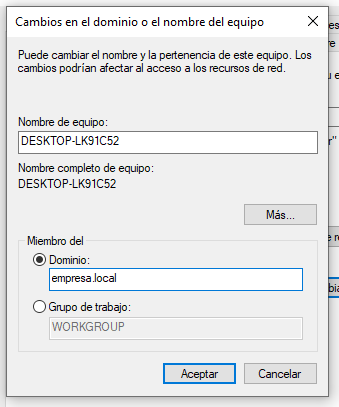 Cambios en el dominio o el nombre del equipo
Puede cambiar el nombre y la pertenencia de este equipo. Los
cambios podrían afectar al acceso a los recursos de red.
Nombre de equipo:
DESKTOP-LK91C52
Nombre completo de equipo:
DESKTOP-LK91C52
Más...
Miembro del
Dominio:
empresa.local
Grupo de trabajo:
WORKGROUP
Aceptar
Cancelar